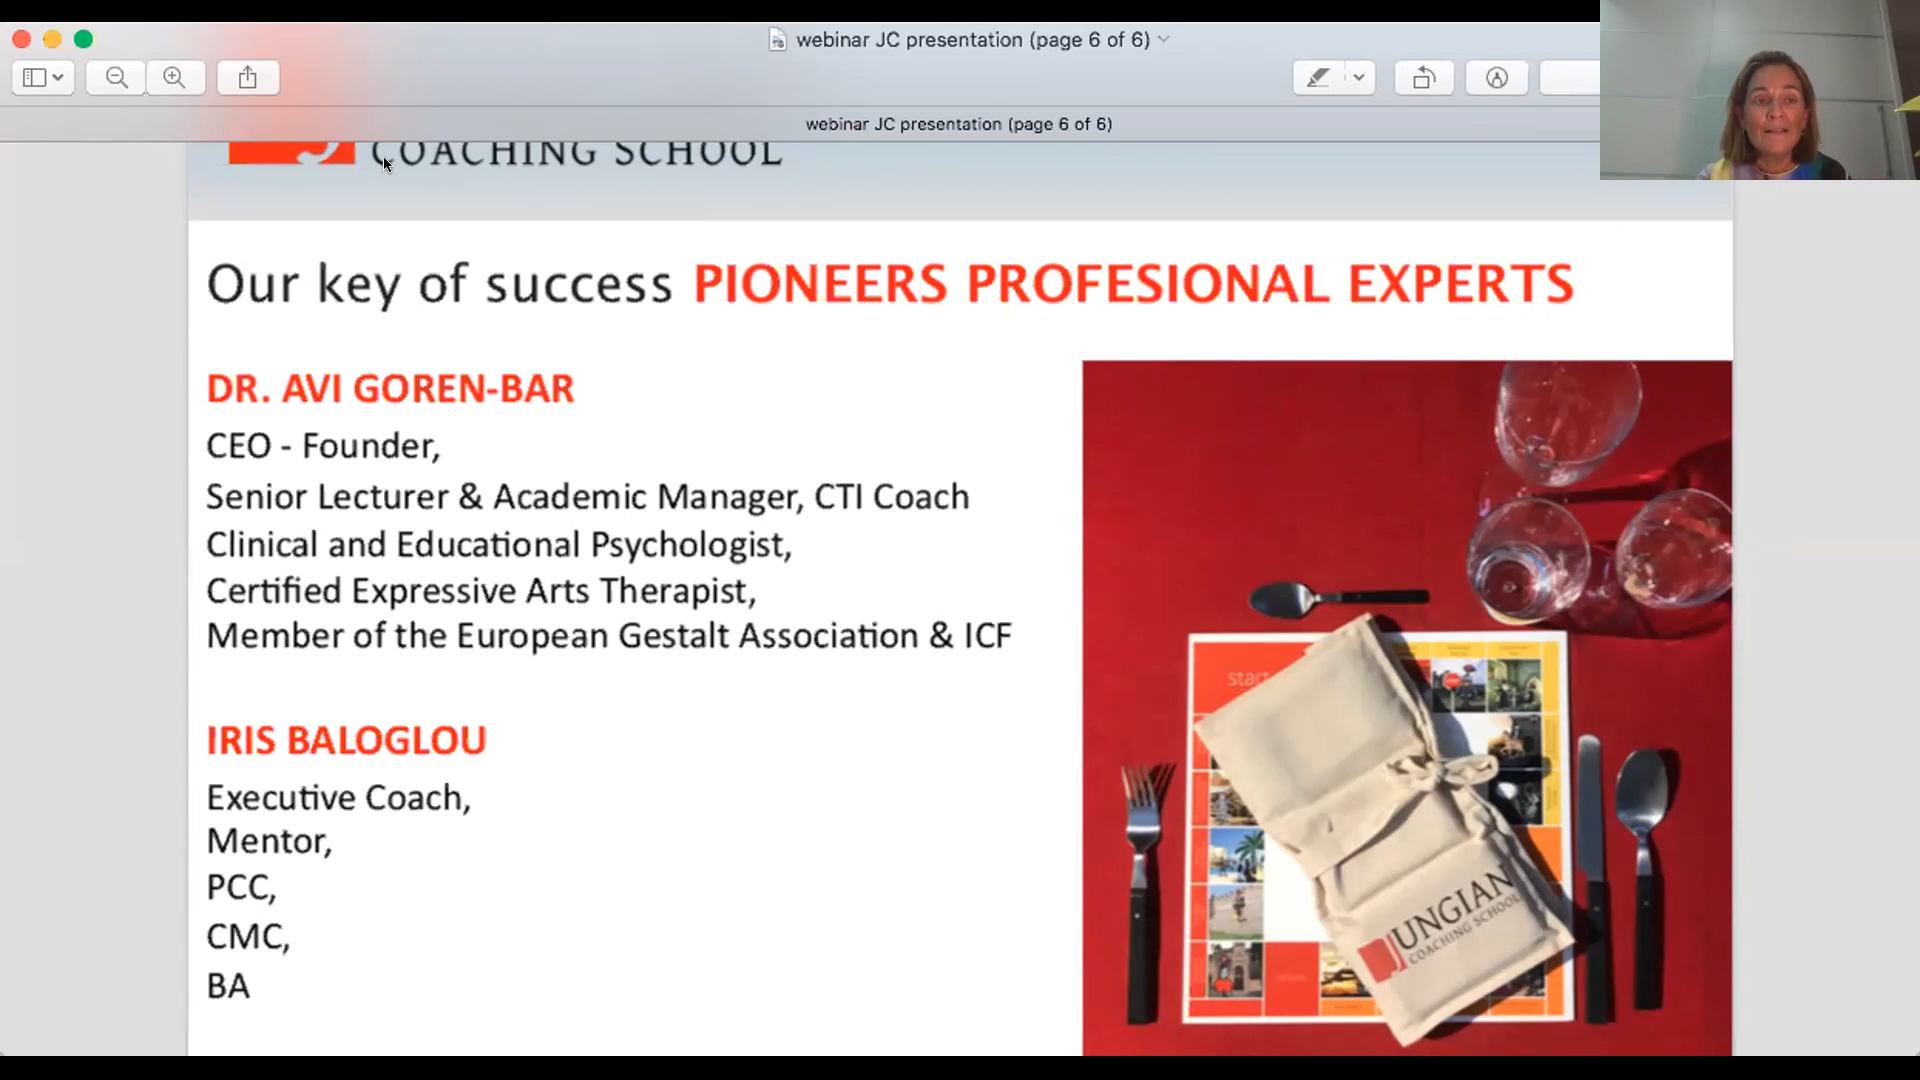 webinar JC presentation (page 6 of 6)
webinar JC presentation (page 6 of 6)
COACHING SCHOOL
Our key of success PIONEERS PROFESIONAL EXPERTS
DR. AVI GOREN-BAR
CEO - Founder,
Senior Lecturer & Academic Manager, CTI Coach
Clinical and Educational Psychologist,
Certified Expressive Arts Therapist,
Member of the European Gestalt Association & ICF
IRIS BALOGLOU
Executive Coach,
Mentor,
PCC,
CMC,
BA
start
JUNGIAN
COACHING SCHOOL